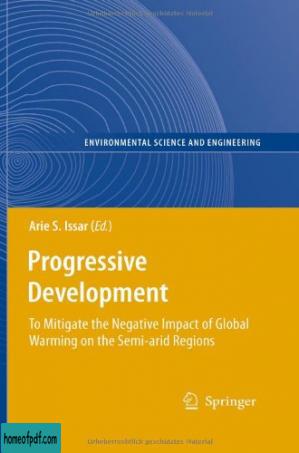 Urheberrechtlich geschütztes Material
ENVIRONMENTAL SCIENCE AND ENGINEERING
Arie S. Issar (Ed.)
Progressive
Development
To Mitigate the Negative Impact of Global
Warming on the Semi-arid Regions
Springer
homeofpdf.com
Urheberrechtlich geschütztes Material